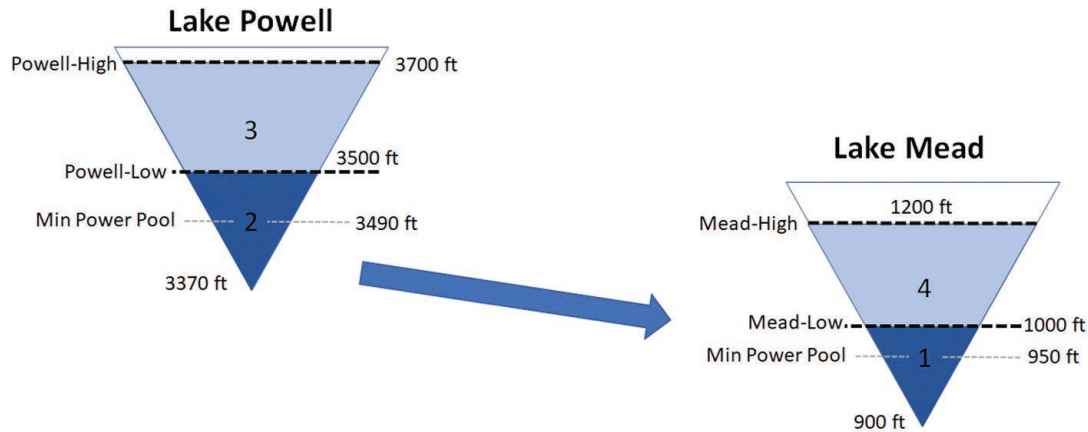 Lake Powell
Powell-High
3700 ft
3
Powell-Low
3500 ft
Min Power Pool
2
3490 ft
3370 ft
Lake Mead
Mead-High
1200 ft
4
Mead-Low
1000 ft
Min Power Pool
1
950 ft
900 ft